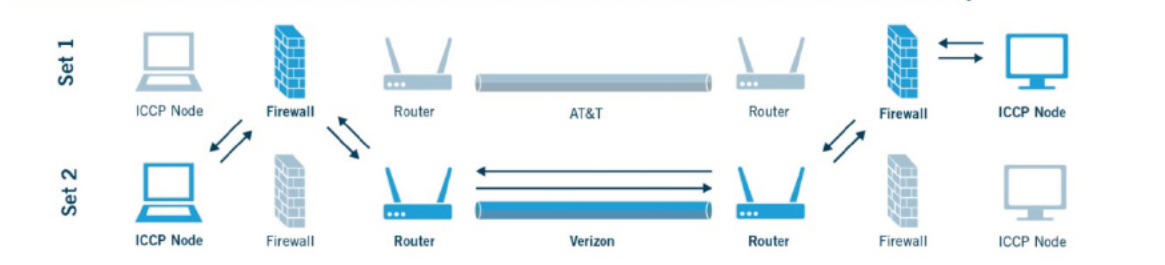 Set 1
ICCP Node Firewall Router AT&T Router Firewall ICCP Node
Set 2
ICCP Node Firewall Router Verizon Router Firewall ICCP Node